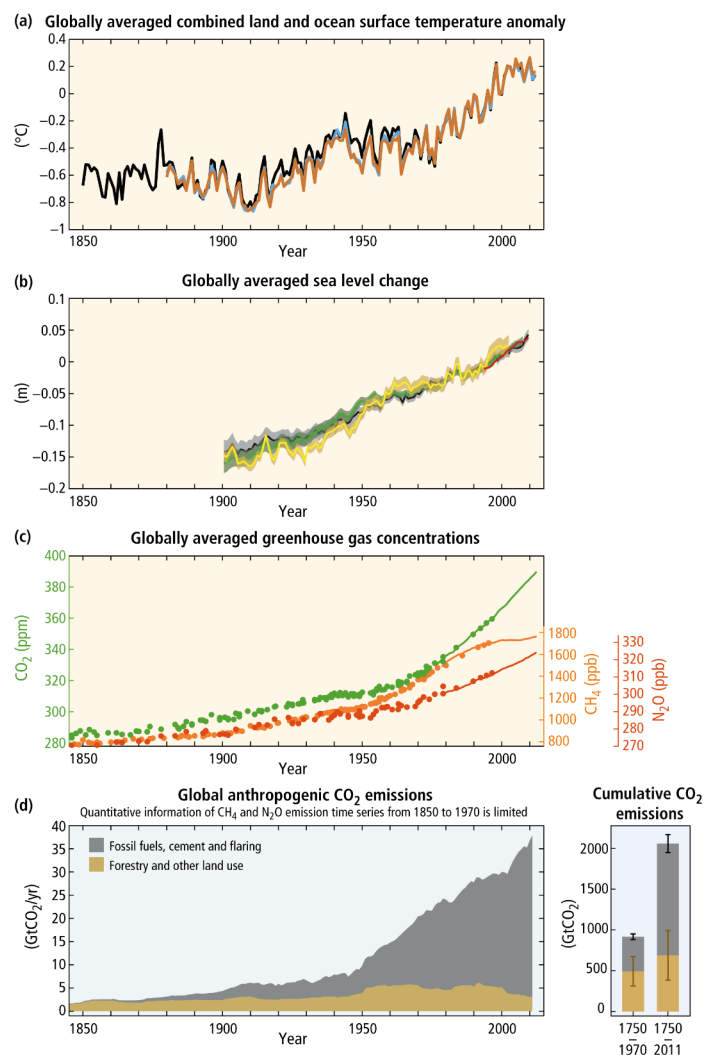 (a) Globally averaged combined land and ocean surface temperature anomaly
0.4
0.2
0
−0.2
−0.4
−0.6
−0.8
−1
(°C)
1850 1900 1950 2000
Year
(b) Globally averaged sea level change
0.1
0.05
0
−0.05
−0.1
−0.15
−0.2
(m)
1850 1900 1950 2000
Year
(c) Globally averaged greenhouse gas concentrations
400
380
360
340
320
300
280
CO2 (ppm)
1800
1600
1400
1200
1000
800
CH4 (ppb)
330
320
310
300
290
280
270
N2O (ppb)
1850 1900 1950 2000
Year
(d) Global anthropogenic CO2 emissions
Quantitative information of CH4 and N2O emission time series from 1850 to 1970 is limited
40
35
30
25
20
15
10
5
0
(GtCO2/yr)
Fossil fuels, cement and flaring
Forestry and other land use
1850 1900 1950 2000
Year
Cumulative CO2
emissions
2000
1500
1000
500
0
(GtCO2)
1750 1750
– –
1970 2011